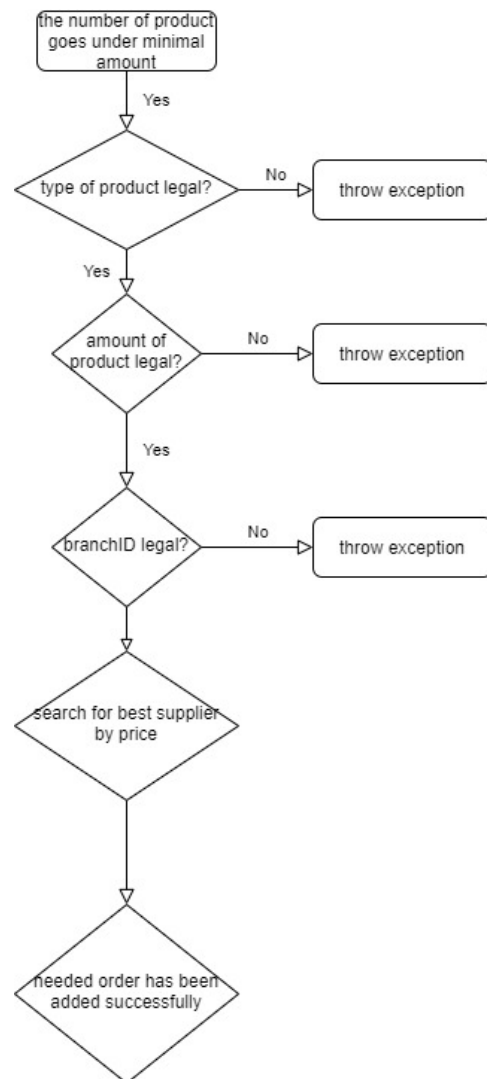 the number of product
goes under minimal
amount
Yes
type of product legal?
No
throw exception
Yes
amount of
product legal?
No
throw exception
Yes
branchID legal?
No
throw exception
search for best supplier
by price
needed order has been
added successfully